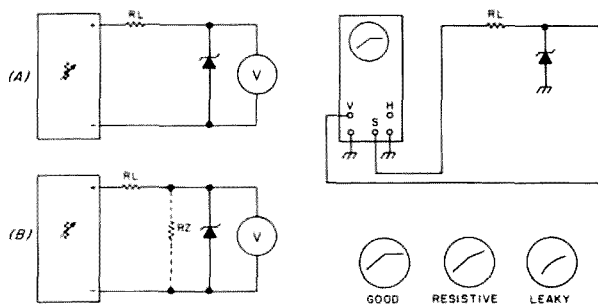 (A)
+
RL
V
-
(B)
+
RL
RZ
V
-
RL
V
H
S
GOOD
RESISTIVE
LEAKY